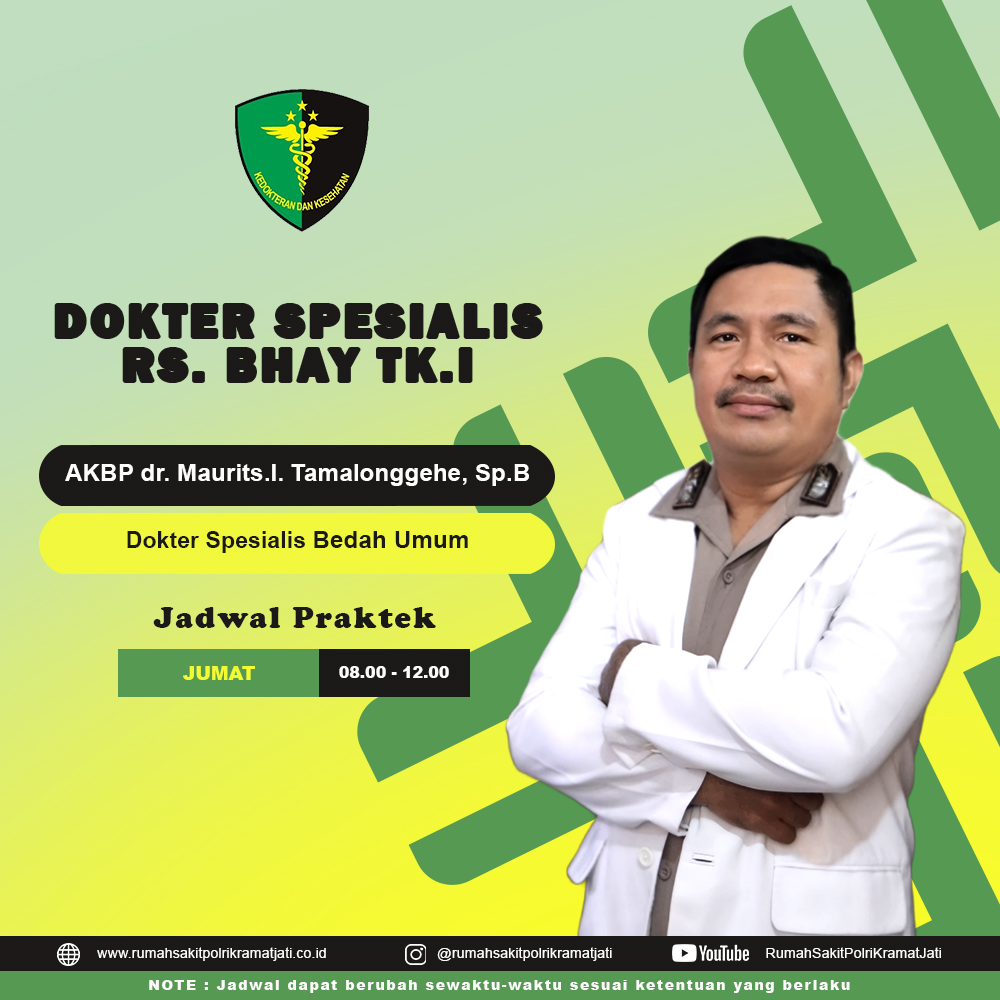 KEDOKTERAN DAN KESEHATAN
DOKTER SPESIALIS
RS. BHAY TK.I
AKBP dr. Maurits.I. Tamalonggehe, Sp.B
Dokter Spesialis Bedah Umum
Jadwal Praktek
JUMAT 08.00 - 12.00
www.rumahsakitpolrikramatjati.co.id @rumahsakitpolrikramatjati YouTube RumahSakitPolriKramatJati
NOTE : Jadwal dapat berubah sewaktu-waktu sesuai ketentuan yang berlaku